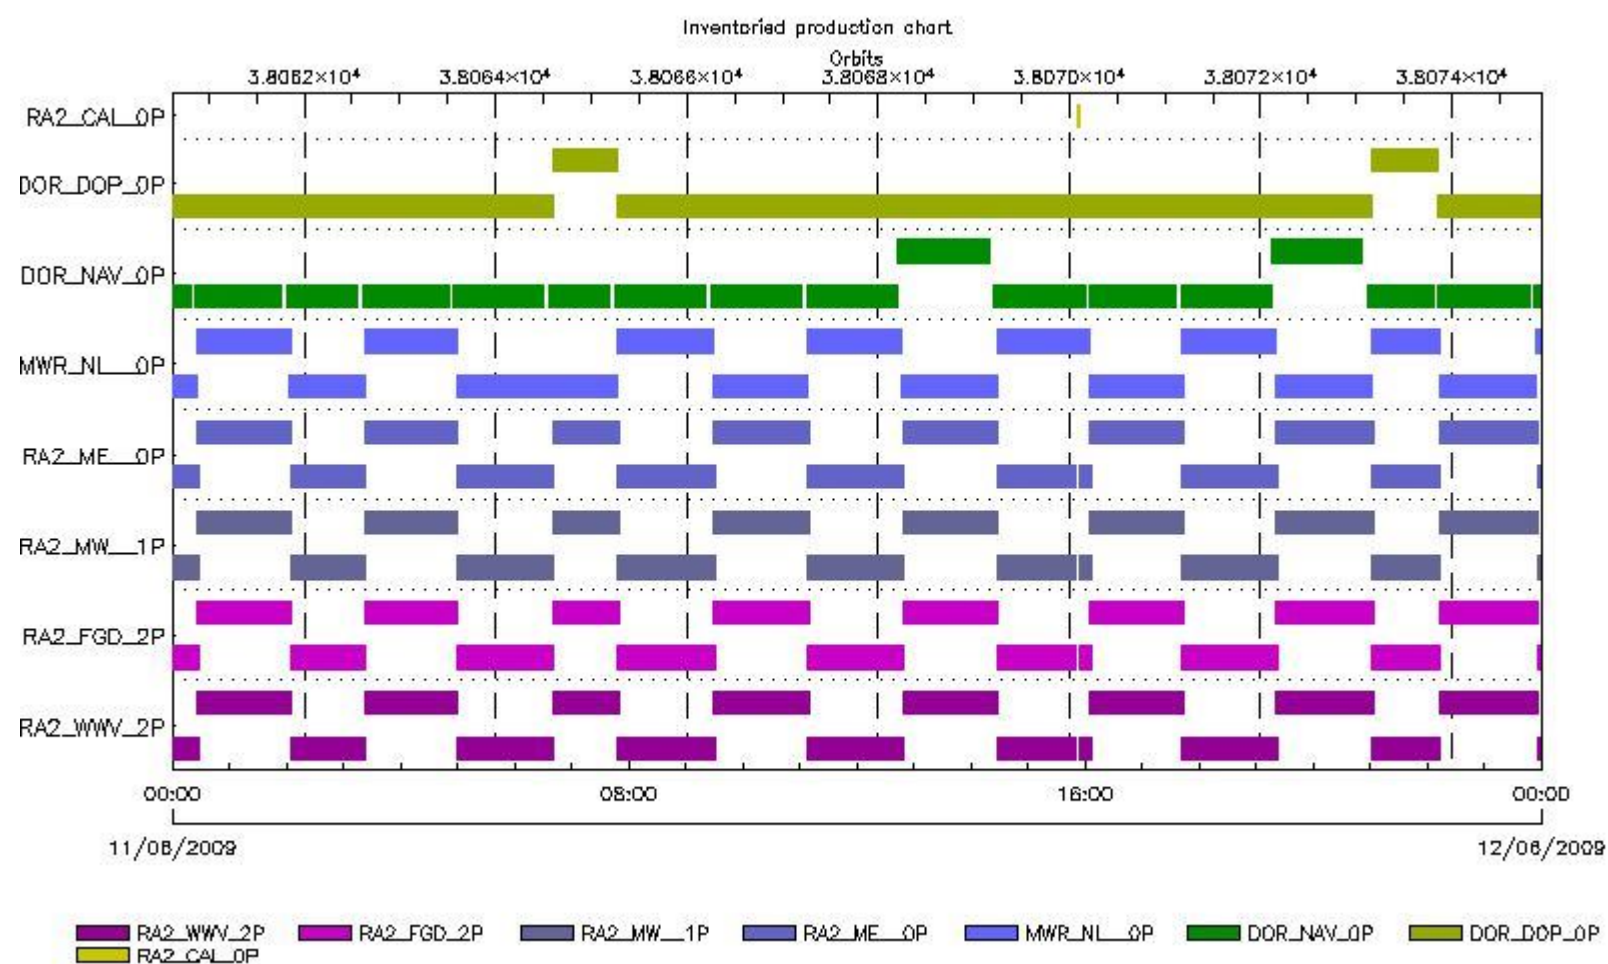 Inventoried production chart
Orbits
3.8062×10⁴ 3.8064×10⁴ 3.8066×10⁴ 3.8068×10⁴ 3.8070×10⁴ 3.8072×10⁴ 3.8074×10⁴
RA2_CAL_0P
DOR_DOP_0P
DOR_NAV_0P
MWR_NL__0P
RA2_ME__0P
RA2_MW__1P
RA2_FGD_2P
RA2_WWV_2P
00:00 08:00 16:00 00:00
11/06/2009 12/06/2009
RA2_WWV_2P RA2_FGD_2P RA2_MW__1P RA2_ME__0P MWR_NL__0P DOR_NAV_0P DOR_DOP_0P
RA2_CAL_0P